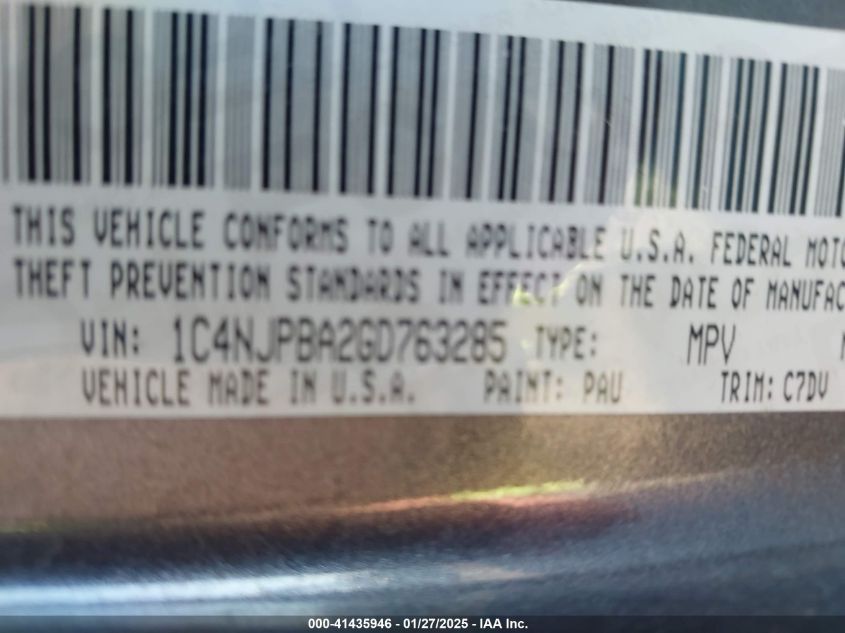 THIS VEHICLE CONFORMS TO ALL APPLICABLE U.S.A. FEDERAL MOTO
THEFT PREVENTION STANDARDS IN EFFECT ON THE DATE OF MANUFAC
VIN: 1C4NJPBA2GD763285 TYPE: MPV
VEHICLE MADE IN U.S.A. PAINT: PAU TRIM: C7DV
000-41435946 - 01/27/2025 - IAA Inc.